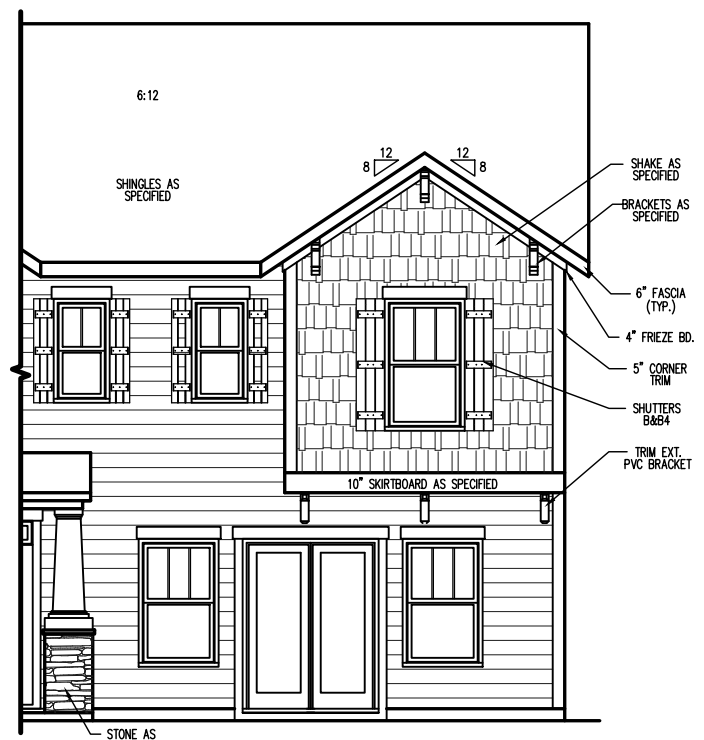 6:12
12
12
8
8
SHINGLES AS
SPECIFIED
SHAKE AS
SPECIFIED
BRACKETS AS
SPECIFIED
6" FASCIA
(TYP.)
4" FRIEZE BD.
5" CORNER
TRIM
SHUTTERS
B&B4
TRIM EXT.
PVC BRACKET
10" SKIRTBOARD AS SPECIFIED
STONE AS